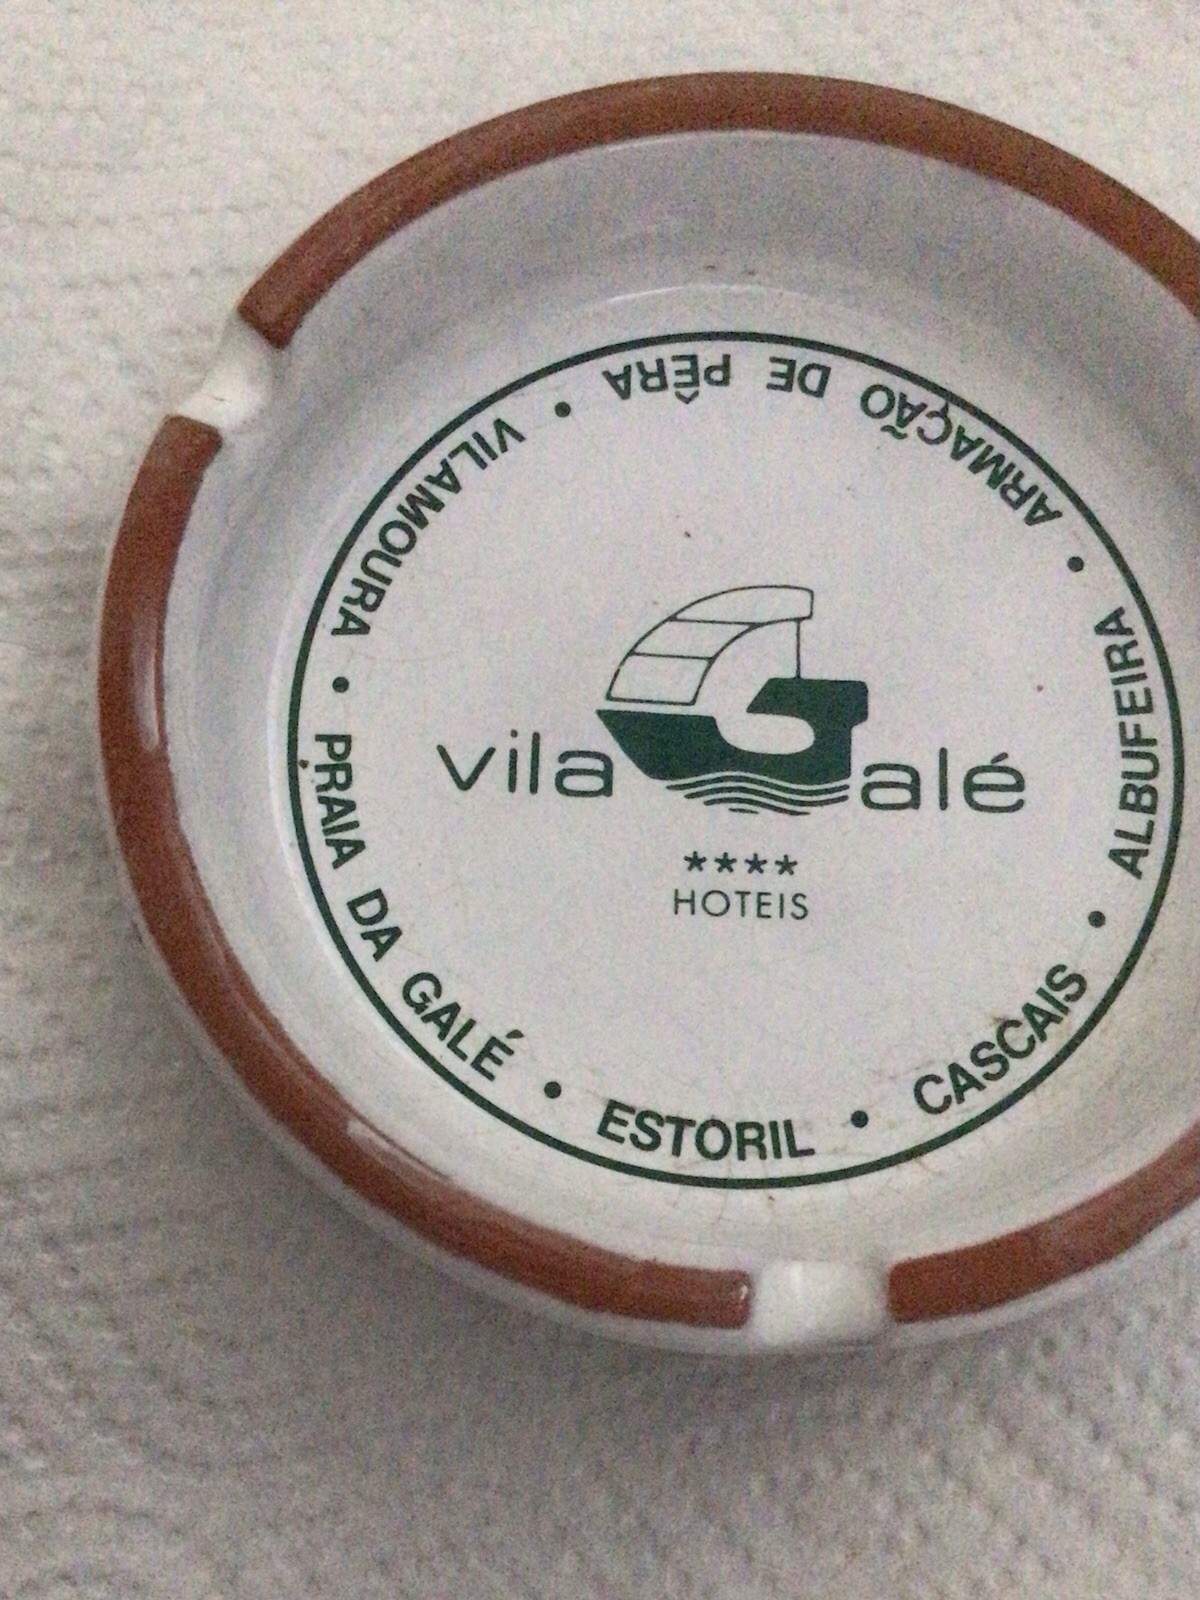 vila Galé
****
HOTEIS
PRAIA DA GALÉ • ESTORIL • CASCAIS • ALBUFEIRA • ARMAÇÃO DE PÊRA • VILAMOURA •